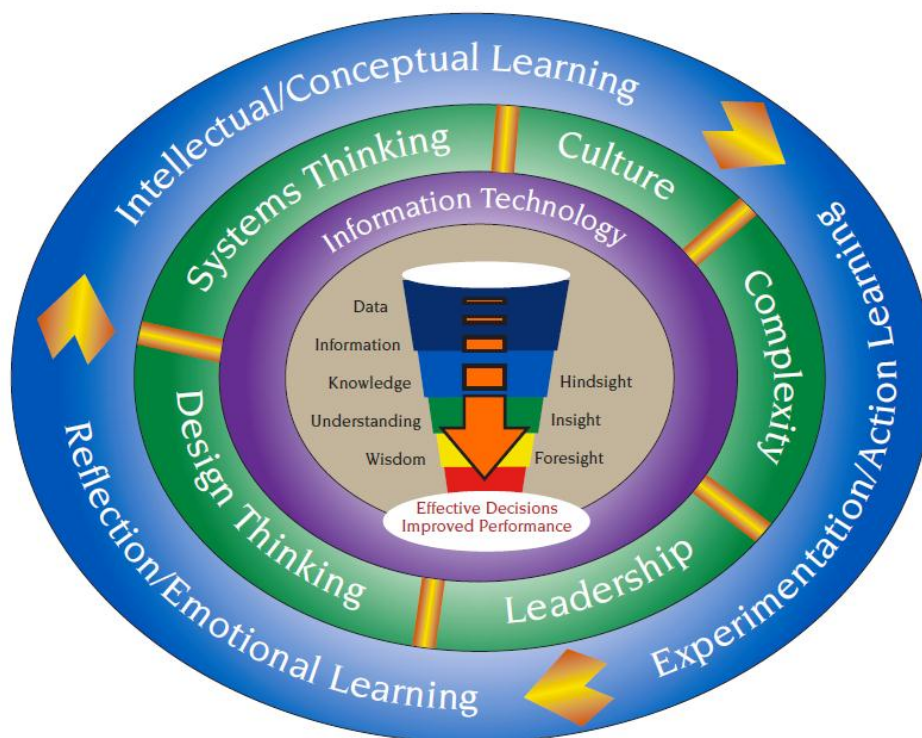 Intellectual/Conceptual Learning
Experimentation/Action Learning
Reflection/Emotional Learning
Systems Thinking
Culture
Complexity
Leadership
Design Thinking
Information Technology
Data
Information
Knowledge
Hindsight
Understanding
Insight
Wisdom
Foresight
Effective Decisions
Improved Performance